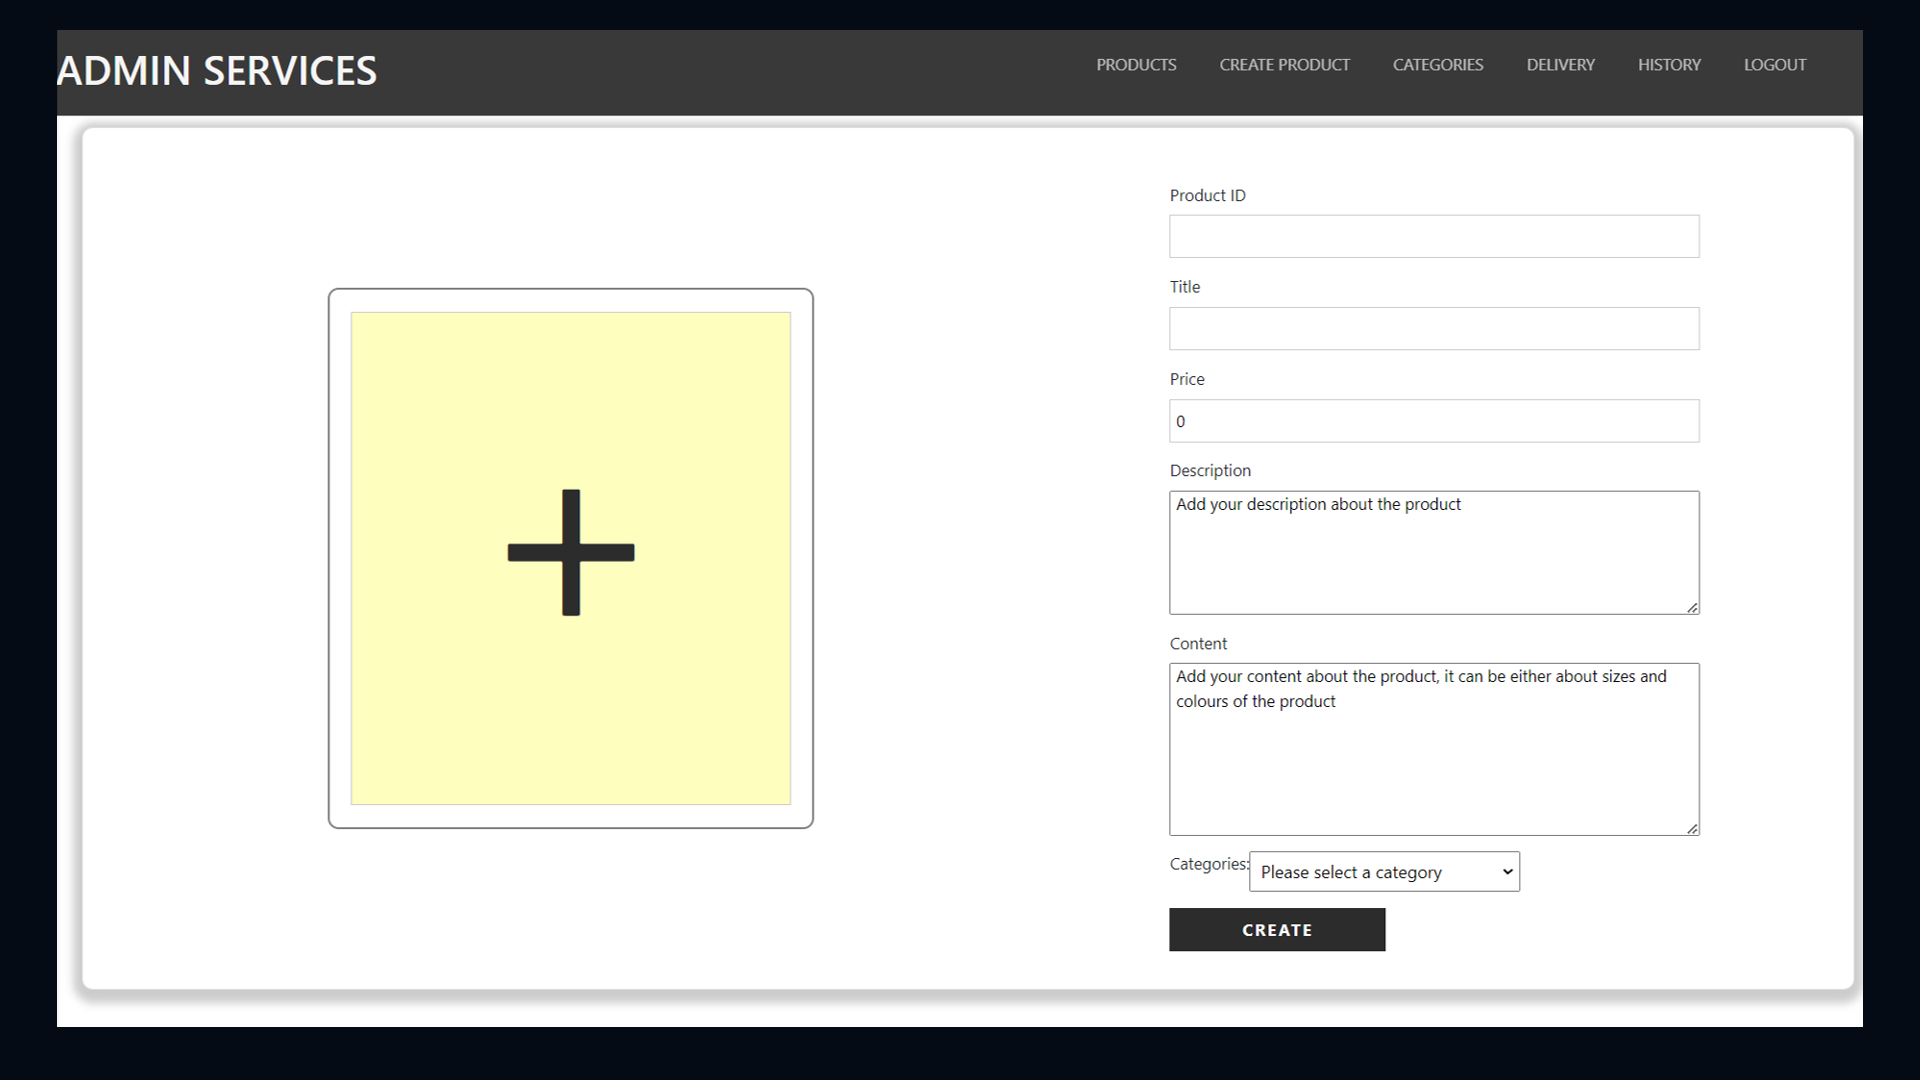 ADMIN SERVICES
PRODUCTS CREATE PRODUCT CATEGORIES DELIVERY HISTORY LOGOUT
Product ID
Title
Price
0
Description
Add your description about the product
Content
Add your content about the product, it can be either about sizes and
colours of the product
Categories: Please select a category
CREATE